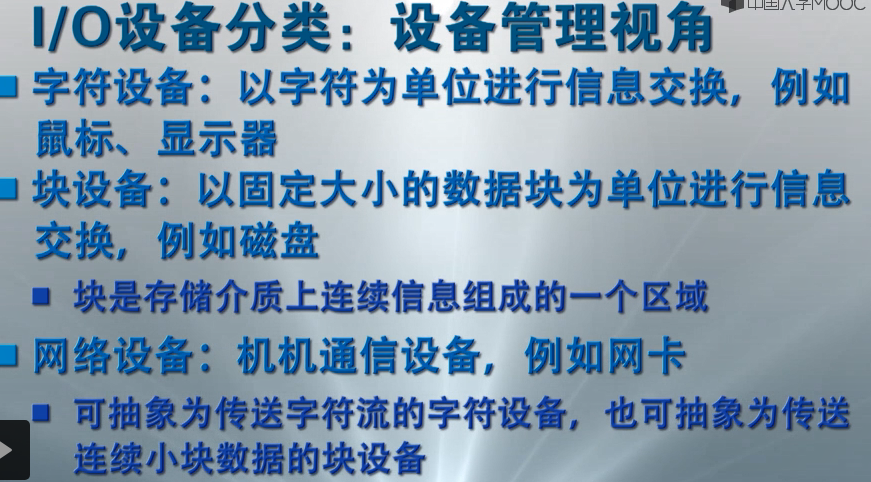 中国大学MOOC
I/O设备分类：设备管理视角
字符设备：以字符为单位进行信息交换，例如
鼠标、显示器
块设备：以固定大小的数据块为单位进行信息
交换，例如磁盘
块是存储介质上连续信息组成的一个区域
网络设备：机机通信设备，例如网卡
可抽象为传送字符流的字符设备，也可抽象为传送
连续小块数据的块设备